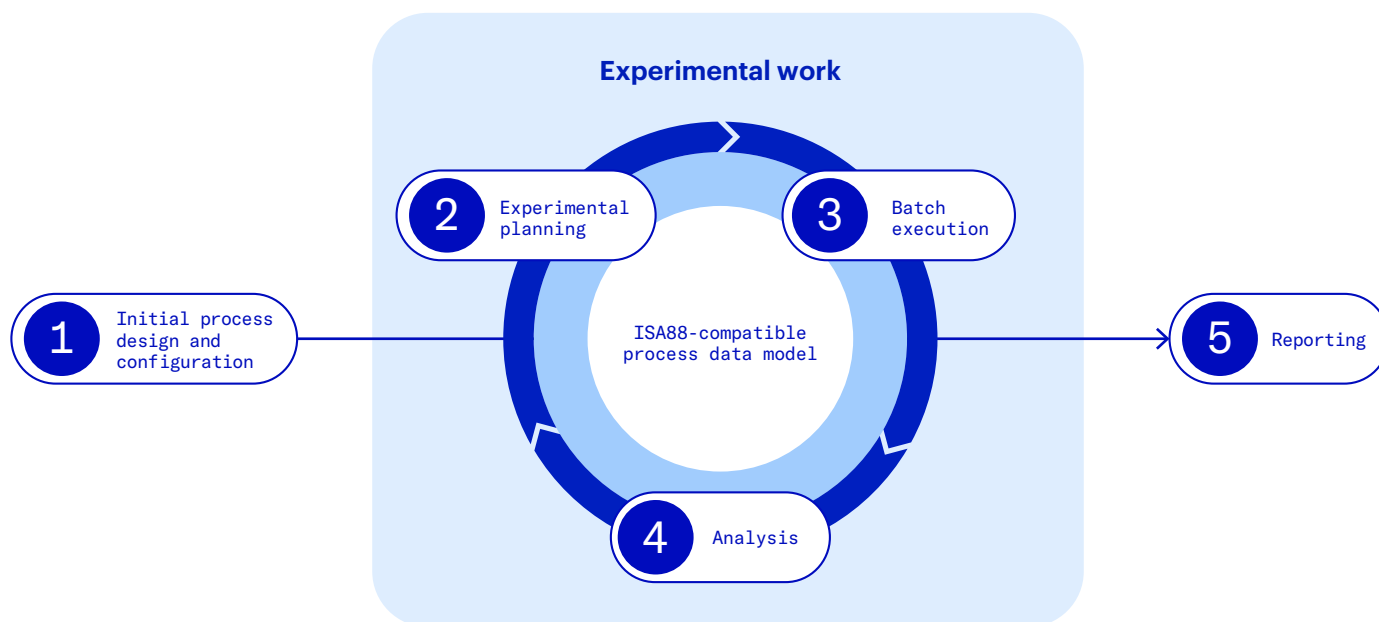 Experimental work
2
Experimental
planning
3
Batch
execution
1
Initial process
design and
configuration
ISA88-compatible
process data model
5
Reporting
4
Analysis